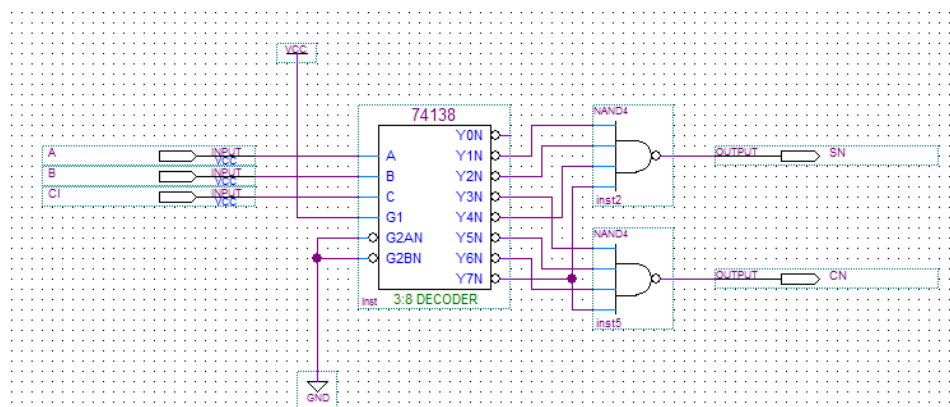 VCC
74138
A INPUT
VCC
B INPUT
VCC
CI INPUT
VCC
A
B
C
G1
G2AN
G2BN
Y0N
Y1N
Y2N
Y3N
Y4N
Y5N
Y6N
Y7N
inst 3:8 DECODER
NAND4
inst2
OUTPUT SN
NAND4
inst5
OUTPUT CN
GND